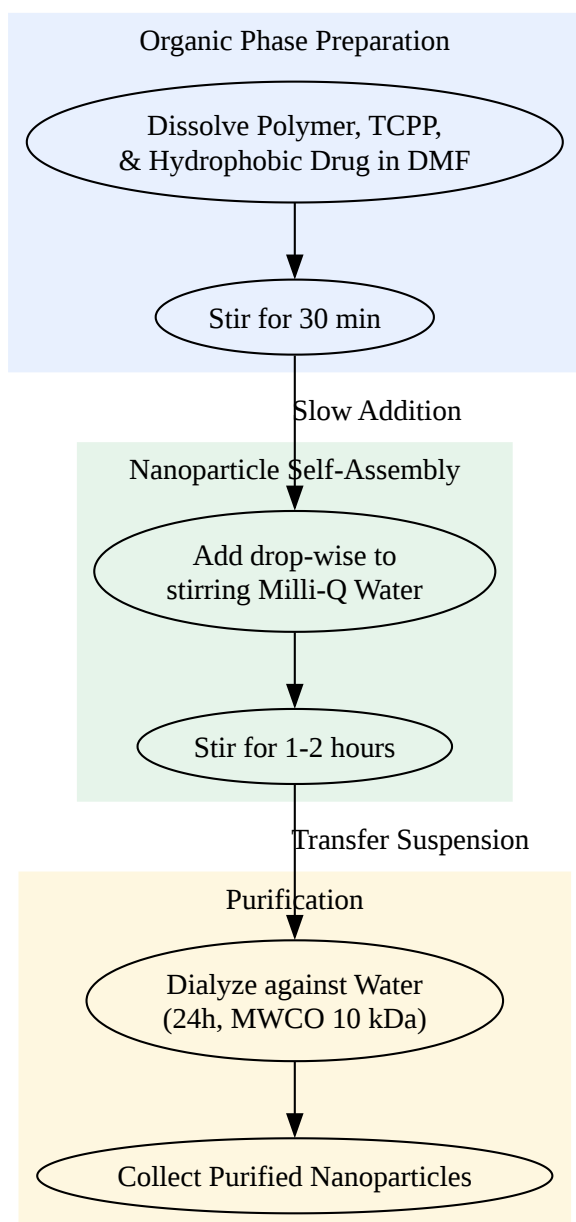 Organic Phase Preparation
Dissolve Polymer, TCPP,
& Hydrophobic Drug in DMF
Stir for 30 min
Slow Addition
Nanoparticle Self-Assembly
Add drop-wise to
stirring Milli-Q Water
Stir for 1-2 hours
Transfer Suspension
Purification
Dialyze against Water
(24h, MWCO 10 kDa)
Collect Purified Nanoparticles